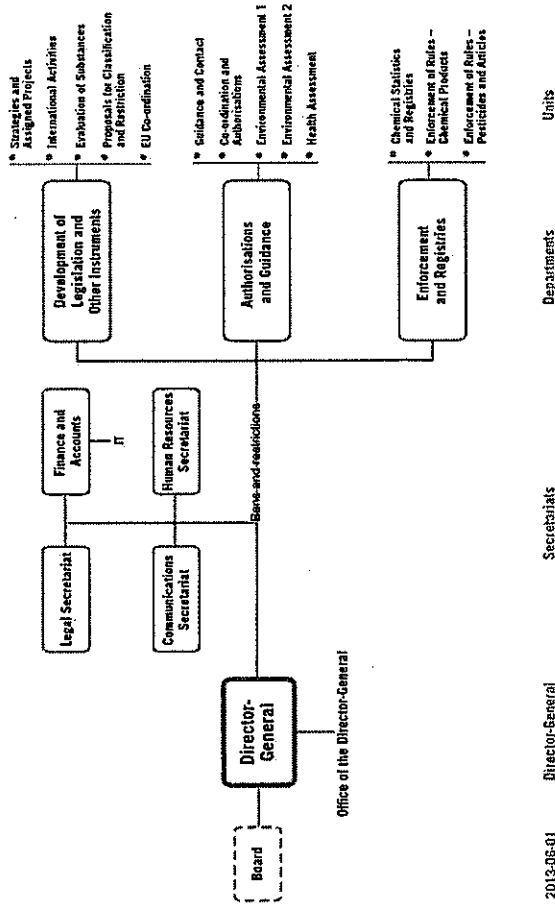 Board
Director-
General
Office of the Director-General
Legal Secretariat
Finance and
Accounts
IT
Communications
Secretariat
Human Resources
Secretariat
Bans and restrictions
Development of
Legislation and
Other Instruments
* Strategies and
Assigned Projects
* International Activities
* Evaluation of Substances
* Proposals for Classification
and Restriction
* EU Co-ordination
Authorisations
and Guidance
* Guidance and Contact
* Co-ordination and
Authorisations
* Environmental Assessment 1
* Environmental Assessment 2
* Health Assessment
Enforcement
and Registries
* Chemical Statistics
and Registries
* Enforcement of Rules –
Chemical Products
* Enforcement of Rules –
Pesticides and Articles
2013-06-01
Director-General
Secretariats
Departments
Units